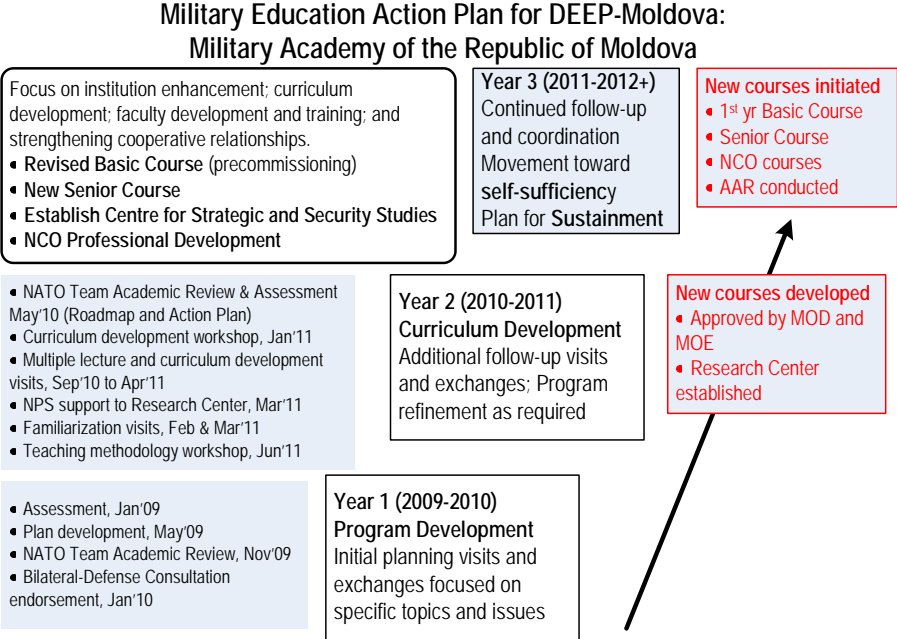 Military Education Action Plan for DEEP-Moldova:
Military Academy of the Republic of Moldova
Focus on institution enhancement; curriculum
development; faculty development and training; and
strengthening cooperative relationships.
• Revised Basic Course (precommissioning)
• New Senior Course
• Establish Centre for Strategic and Security Studies
• NCO Professional Development
Year 3 (2011-2012+)
Continued follow-up
and coordination
Movement toward
self-sufficiency
Plan for Sustainment
New courses initiated
• 1st yr Basic Course
• Senior Course
• NCO courses
• AAR conducted
• NATO Team Academic Review & Assessment
May'10 (Roadmap and Action Plan)
• Curriculum development workshop, Jan'11
• Multiple lecture and curriculum development
visits, Sep'10 to Apr'11
• NPS support to Research Center, Mar'11
• Familiarization visits, Feb & Mar'11
• Teaching methodology workshop, Jun'11
Year 2 (2010-2011)
Curriculum Development
Additional follow-up visits
and exchanges; Program
refinement as required
New courses developed
• Approved by MOD and
MOE
• Research Center
established
• Assessment, Jan'09
• Plan development, May'09
• NATO Team Academic Review, Nov'09
• Bilateral-Defense Consultation
endorsement, Jan'10
Year 1 (2009-2010)
Program Development
Initial planning visits and
exchanges focused on
specific topics and issues